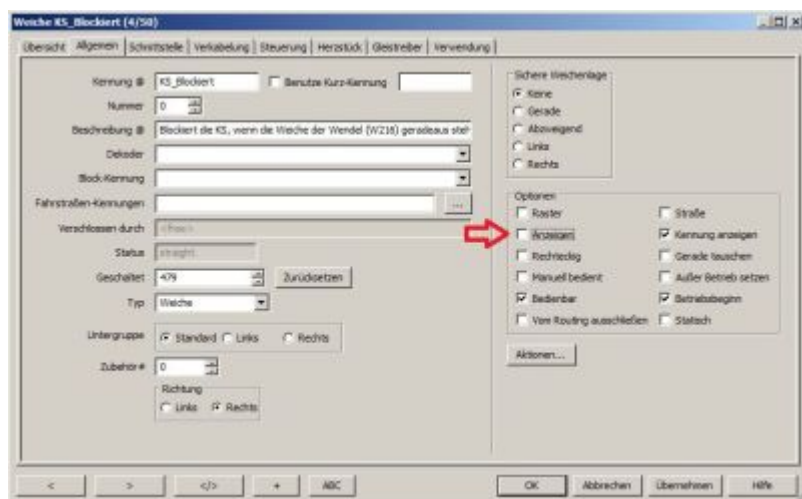 Weiche KS_Blockiert (4/50)
Übersicht Allgemein Schnittstelle Verkabelung Steuerung Herzstück Gleistreiber Verwendung
Kennung @ KS_Blockiert Benutze Kurz-Kennung
Nummer 0
Beschreibung @ Blockiert die KS, wenn die Weiche der Wendel (W216) geradeaus steh
Dekoder
Block-Kennung
Fahrstraßen-Kennungen ...
Verschlossen durch <free>
Status straight
Geschaltet 479 Zurücksetzen
Typ Weiche
Untergruppe Standard Links Rechts
Zubehör# 0
Richtung
Links Rechts
Sichere Weichenlage
Keine
Gerade
Abzweigend
Links
Rechts
Optionen
Raster Straße
Anzeigen Kennung anzeigen
Rechteckig Gerade tauschen
Manuell bedient Außer Betrieb setzen
Bedienbar Betriebsbeginn
Vom Routing ausschließen Statisch
Aktionen...
< > </> + ABC OK Abbrechen Übernehmen Hilfe